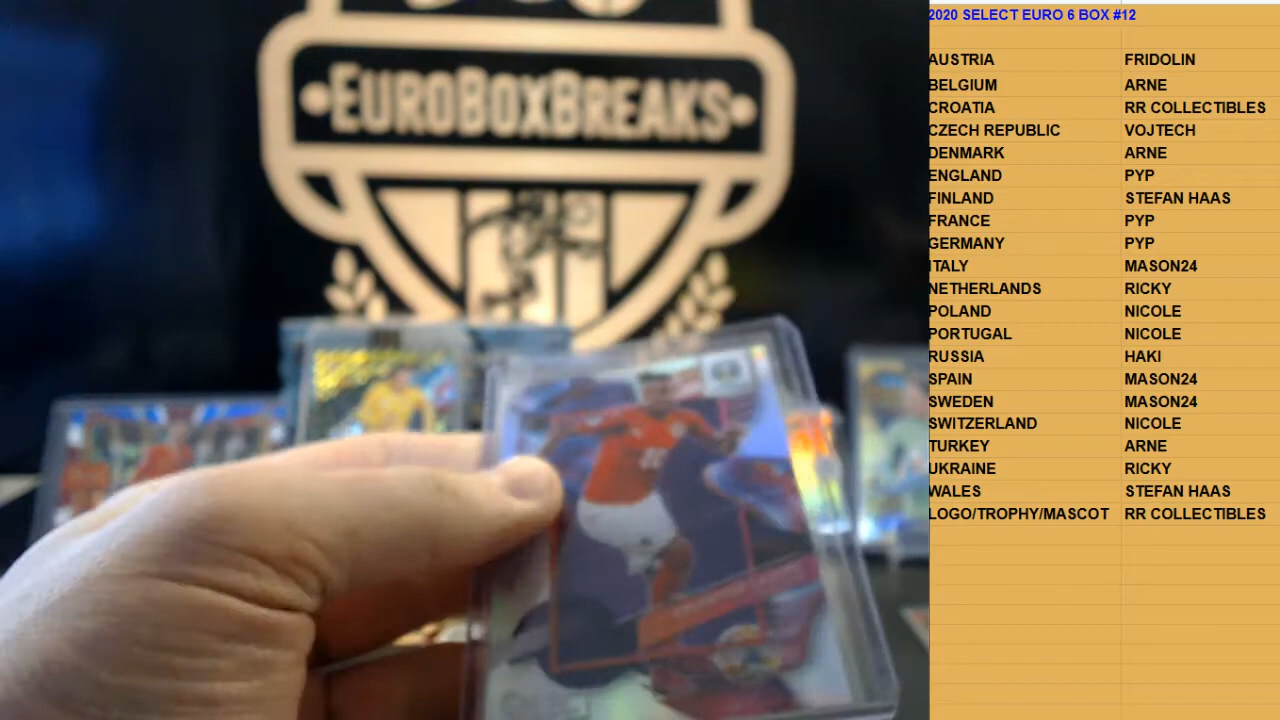 •EUROBOXBREAKS•
2020 SELECT EURO 6 BOX #12
AUSTRIA FRIDOLIN
BELGIUM ARNE
CROATIA RR COLLECTIBLES
CZECH REPUBLIC VOJTECH
DENMARK ARNE
ENGLAND PYP
FINLAND STEFAN HAAS
FRANCE PYP
GERMANY PYP
ITALY MASON24
NETHERLANDS RICKY
POLAND NICOLE
PORTUGAL NICOLE
RUSSIA HAKI
SPAIN MASON24
SWEDEN MASON24
SWITZERLAND NICOLE
TURKEY ARNE
UKRAINE RICKY
WALES STEFAN HAAS
LOGO/TROPHY/MASCOT RR COLLECTIBLES